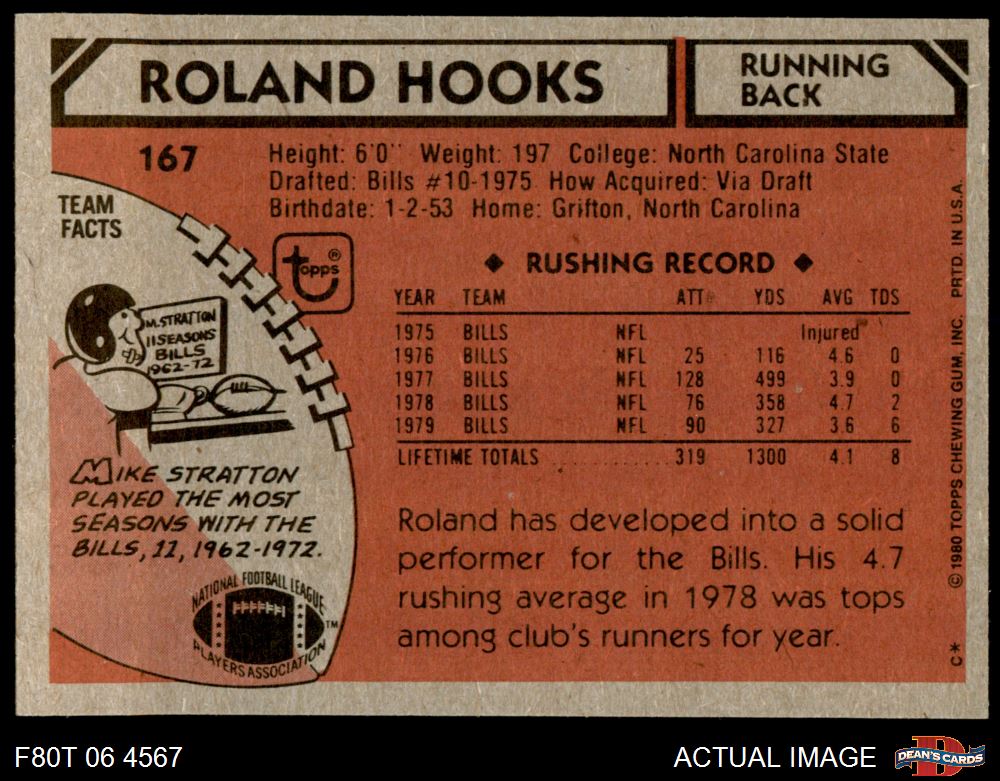 ROLAND HOOKS
RUNNING
BACK
167
Height: 6'0" Weight: 197 College: North Carolina State
Drafted: Bills #10-1975 How Acquired: Via Draft
Birthdate: 1-2-53 Home: Grifton, North Carolina
TEAM
FACTS
M. STRATTON
11 SEASONS
BILLS
1962-72
MIKE STRATTON
PLAYED THE MOST
SEASONS WITH THE
BILLS, 11, 1962-1972.
NATIONAL FOOTBALL LEAGUE
PLAYERS ASSOCIATION
TM
topps ®
◆ RUSHING RECORD ◆
YEAR TEAM ATT YDS AVG TDS
1975 BILLS NFL Injured
1976 BILLS NFL 25 116 4.6 0
1977 BILLS NFL 128 499 3.9 0
1978 BILLS NFL 76 358 4.7 2
1979 BILLS NFL 90 327 3.6 6
LIFETIME TOTALS ............ 319 1300 4.1 8
Roland has developed into a solid
performer for the Bills. His 4.7
rushing average in 1978 was tops
among club's runners for year.
C* © 1980 TOPPS CHEWING GUM, INC. PRTD. IN U.S.A.
F80T 06 4567
ACTUAL IMAGE
D
DEAN'S CARDS